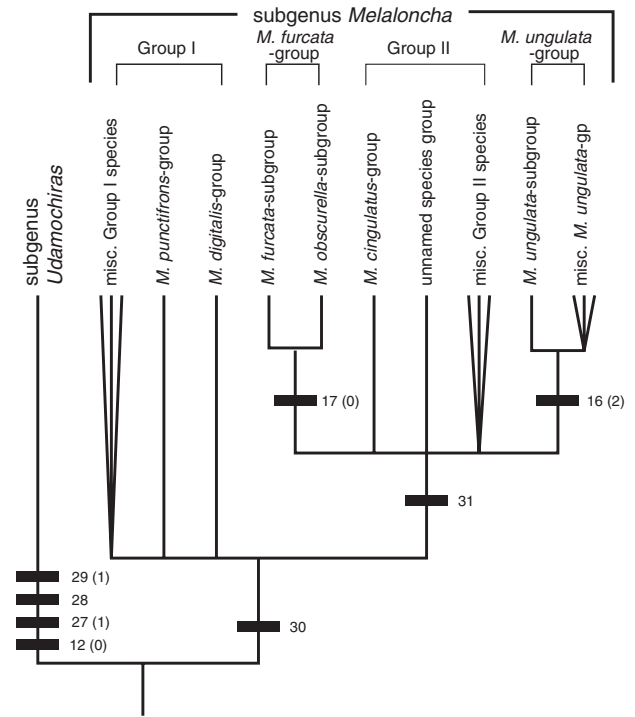 subgenus Melaloncha
Group I
M. furcata
-group
Group II
M. ungulata
-group
subgenus
Udamochiras
misc. Group I species
M. punctifrons-group
M. digitalis-group
M. furcata-subgroup
M. obscurella-subgroup
M. cingulatus-group
unnamed species group
misc. Group II species
M. ungulata-subgroup
misc. M. ungulata-gp
17 (0)
16 (2)
31
29 (1)
28
27 (1)
12 (0)
30